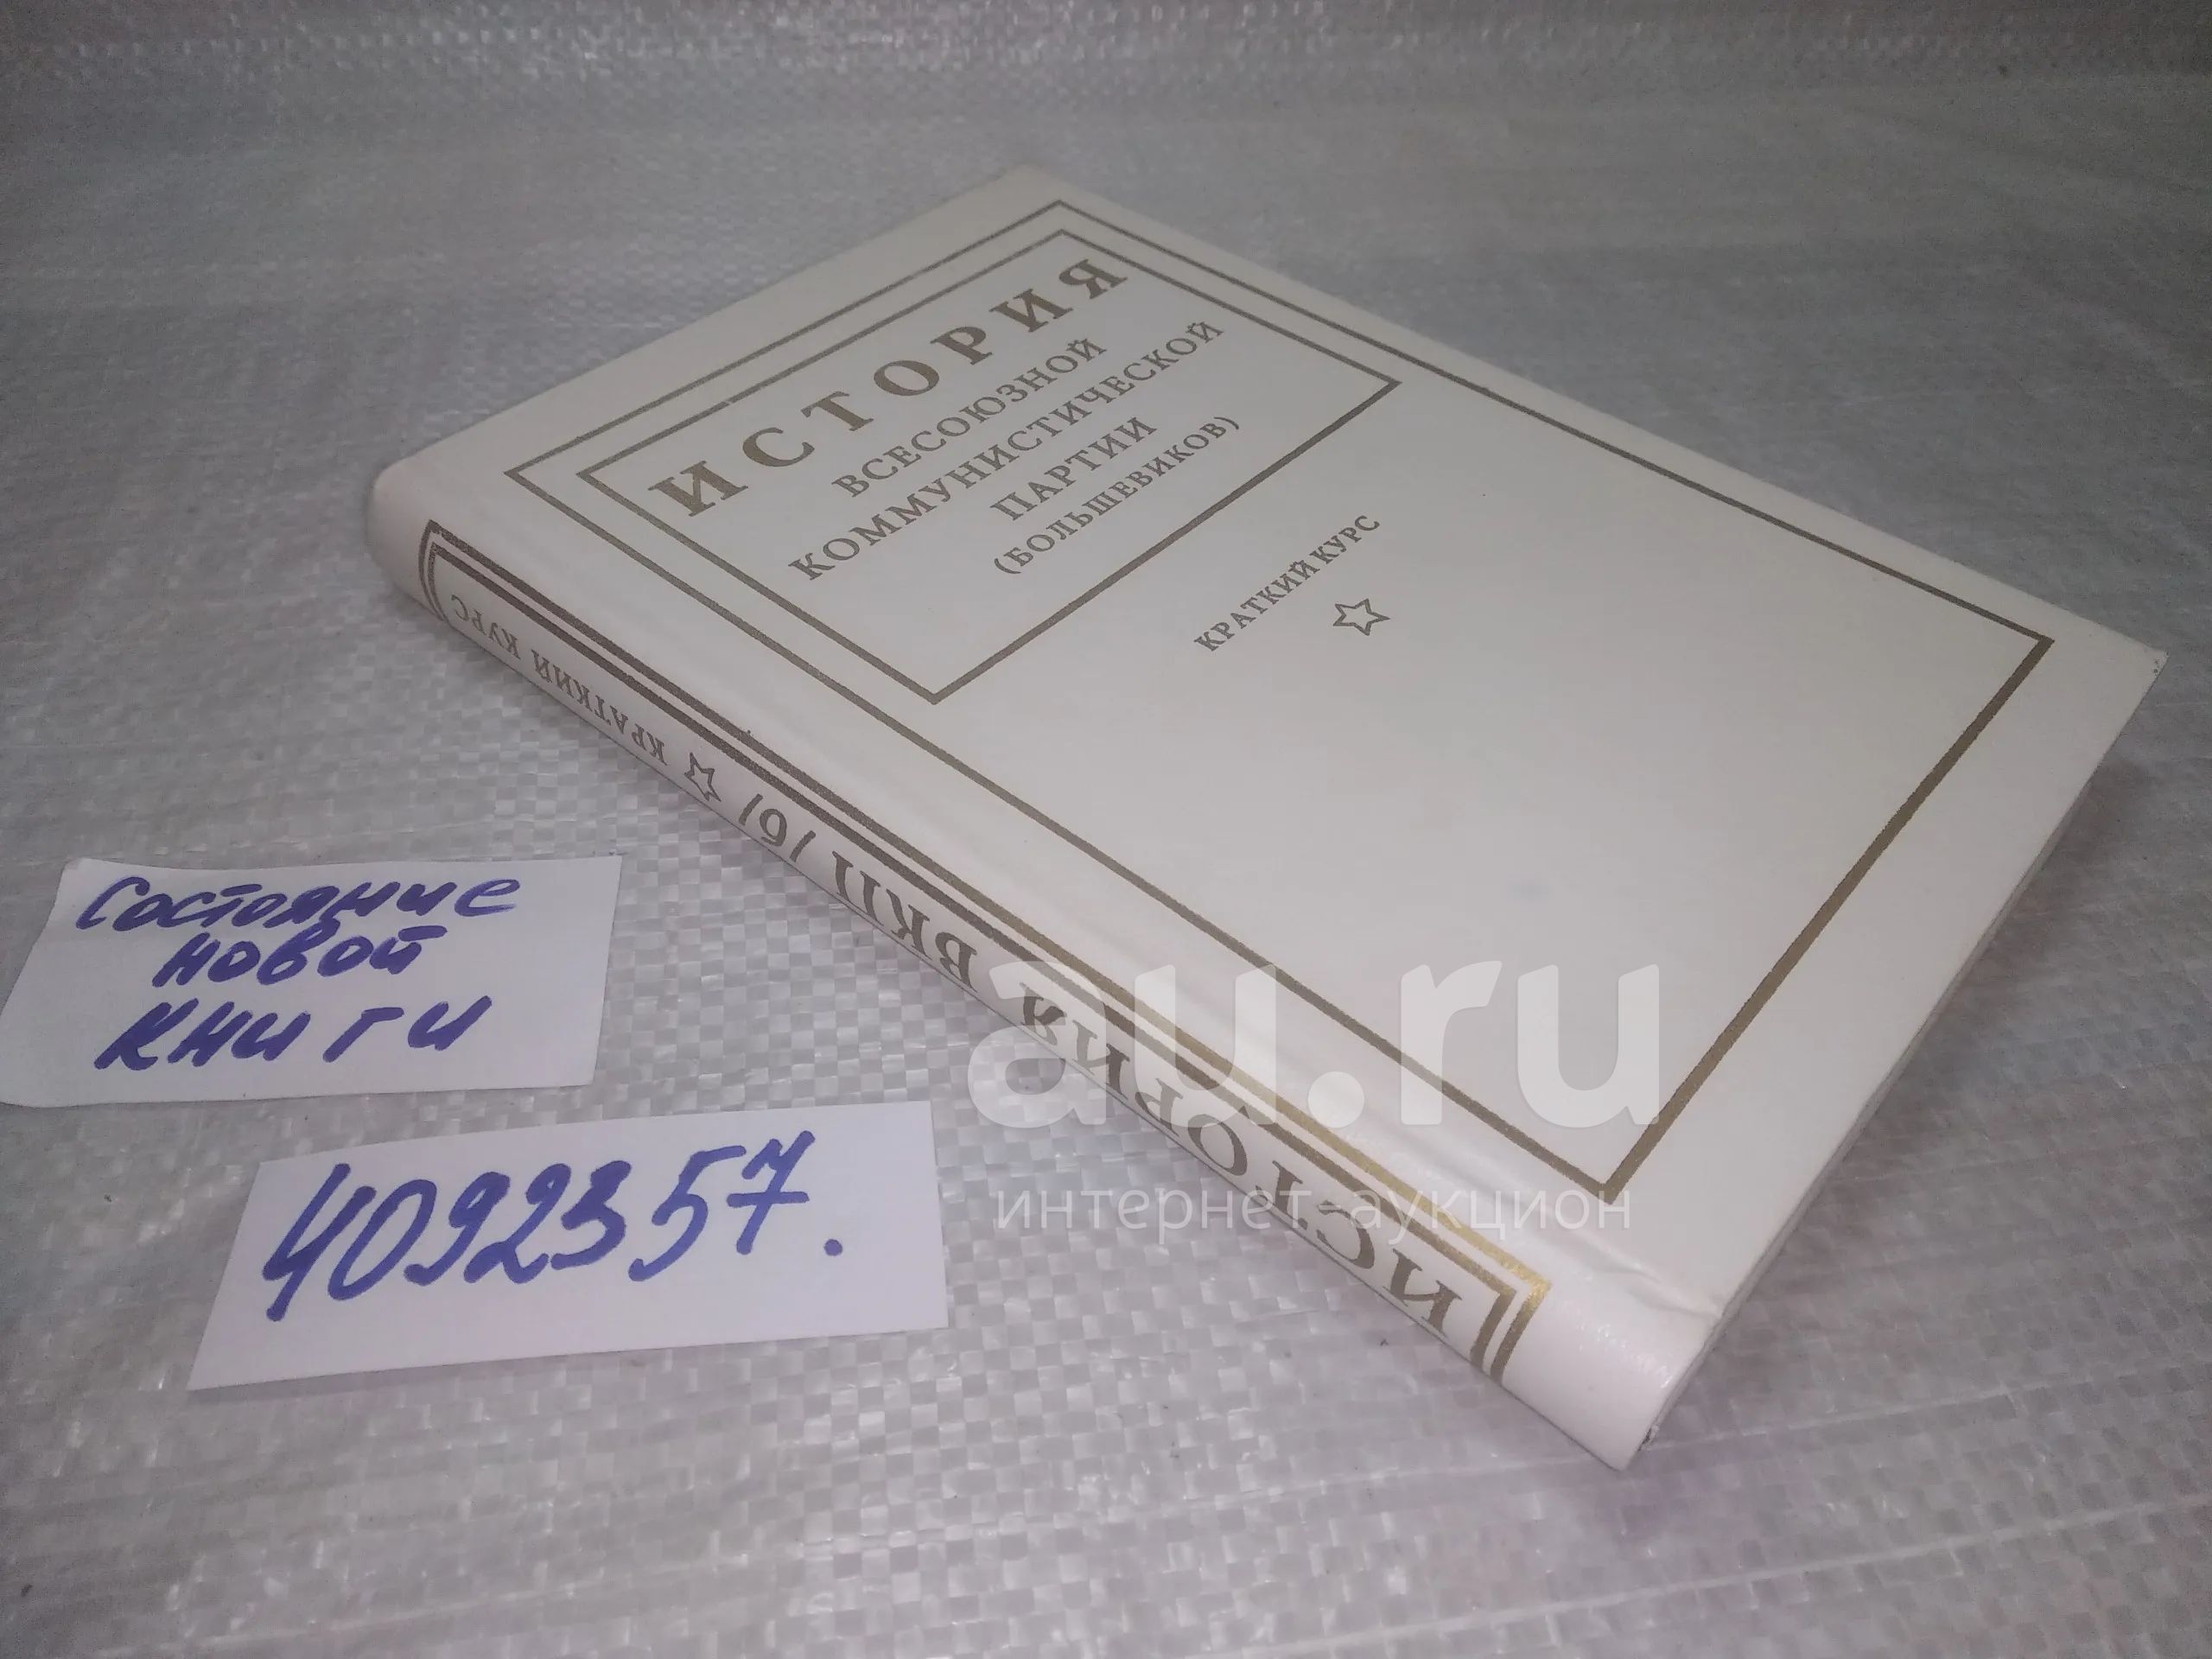 ИСТОРИЯ
ВСЕСОЮЗНОЙ
КОММУНИСТИЧЕСКОЙ
ПАРТИИ
(БОЛЬШЕВИКОВ)
КРАТКИЙ КУРС
ИСТОРИЯ ВКП /б/ ☆ КРАТКИЙ КУРС
Состояние
новой
книги
4092357.
au.ru
интернет-аукцион